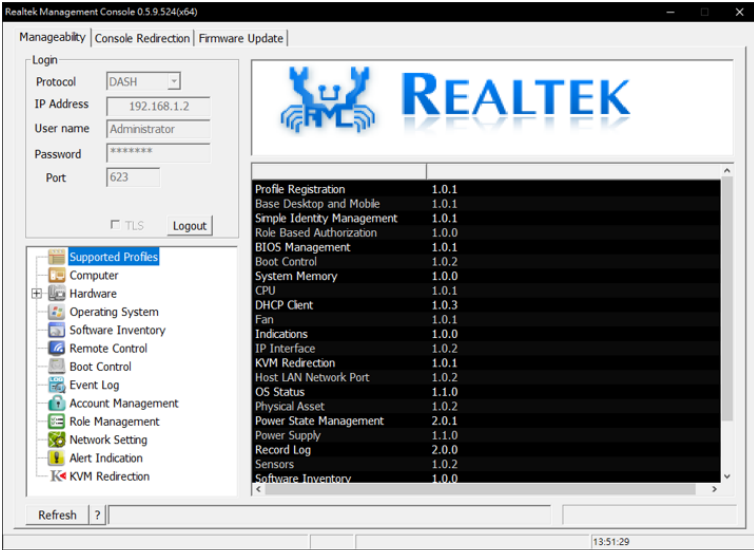 Realtek Management Console 0.5.9.524(x64)
Manageability Console Redirection Firmware Update
Login
Protocol DASH
IP Address 192.168.1.2
User name Administrator
Password *******
Port 623
TLS Logout
RMC REALTEK
Supported Profiles
Computer
Hardware
Operating System
Software Inventory
Remote Control
Boot Control
Event Log
Account Management
Role Management
Network Setting
Alert Indication
KVM Redirection
Profile Registration 1.0.1
Base Desktop and Mobile 1.0.1
Simple Identity Management 1.0.1
Role Based Authorization 1.0.0
BIOS Management 1.0.1
Boot Control 1.0.2
System Memory 1.0.0
CPU 1.0.1
DHCP Client 1.0.3
Fan 1.0.1
Indications 1.0.0
IP Interface 1.0.2
KVM Redirection 1.0.1
Host LAN Network Port 1.0.2
OS Status 1.1.0
Physical Asset 1.0.2
Power State Management 2.0.1
Power Supply 1.1.0
Record Log 2.0.0
Sensors 1.0.2
Software Inventory 1.0.0
Refresh ?
13:51:29